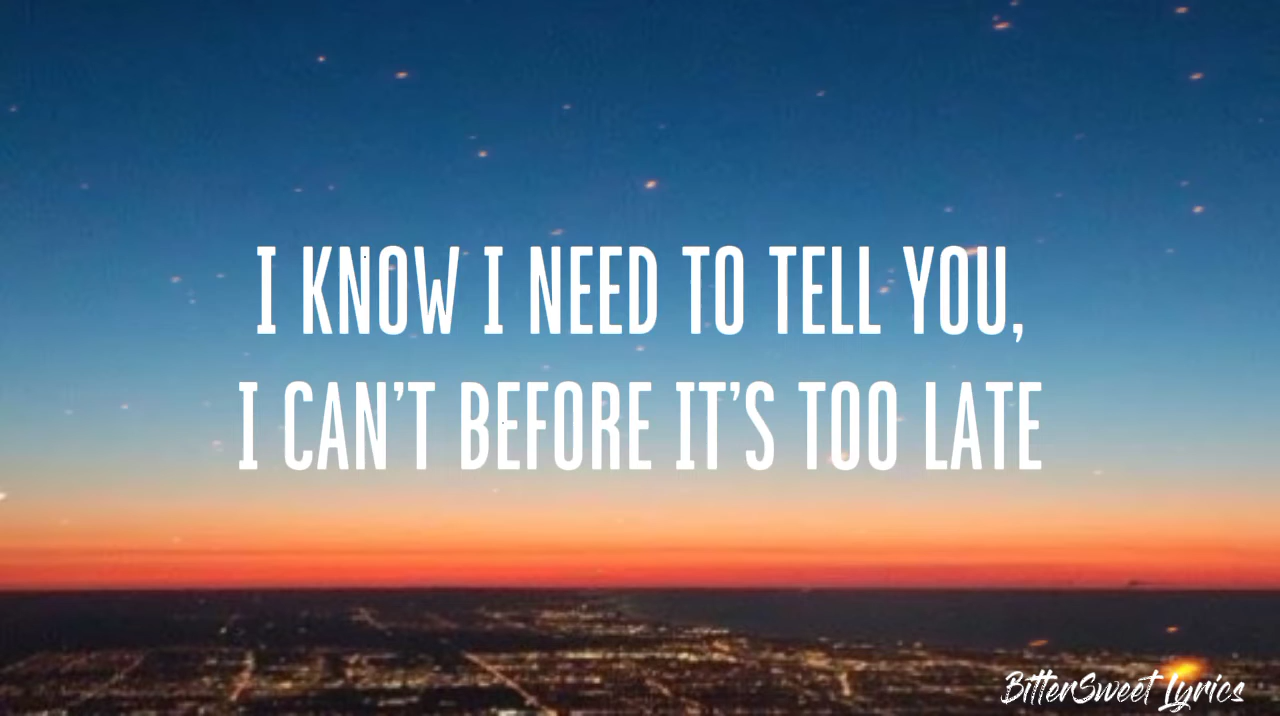 I KNOW I NEED TO TELL YOU,
I CAN'T BEFORE IT'S TOO LATE
BitterSweet Lyrics